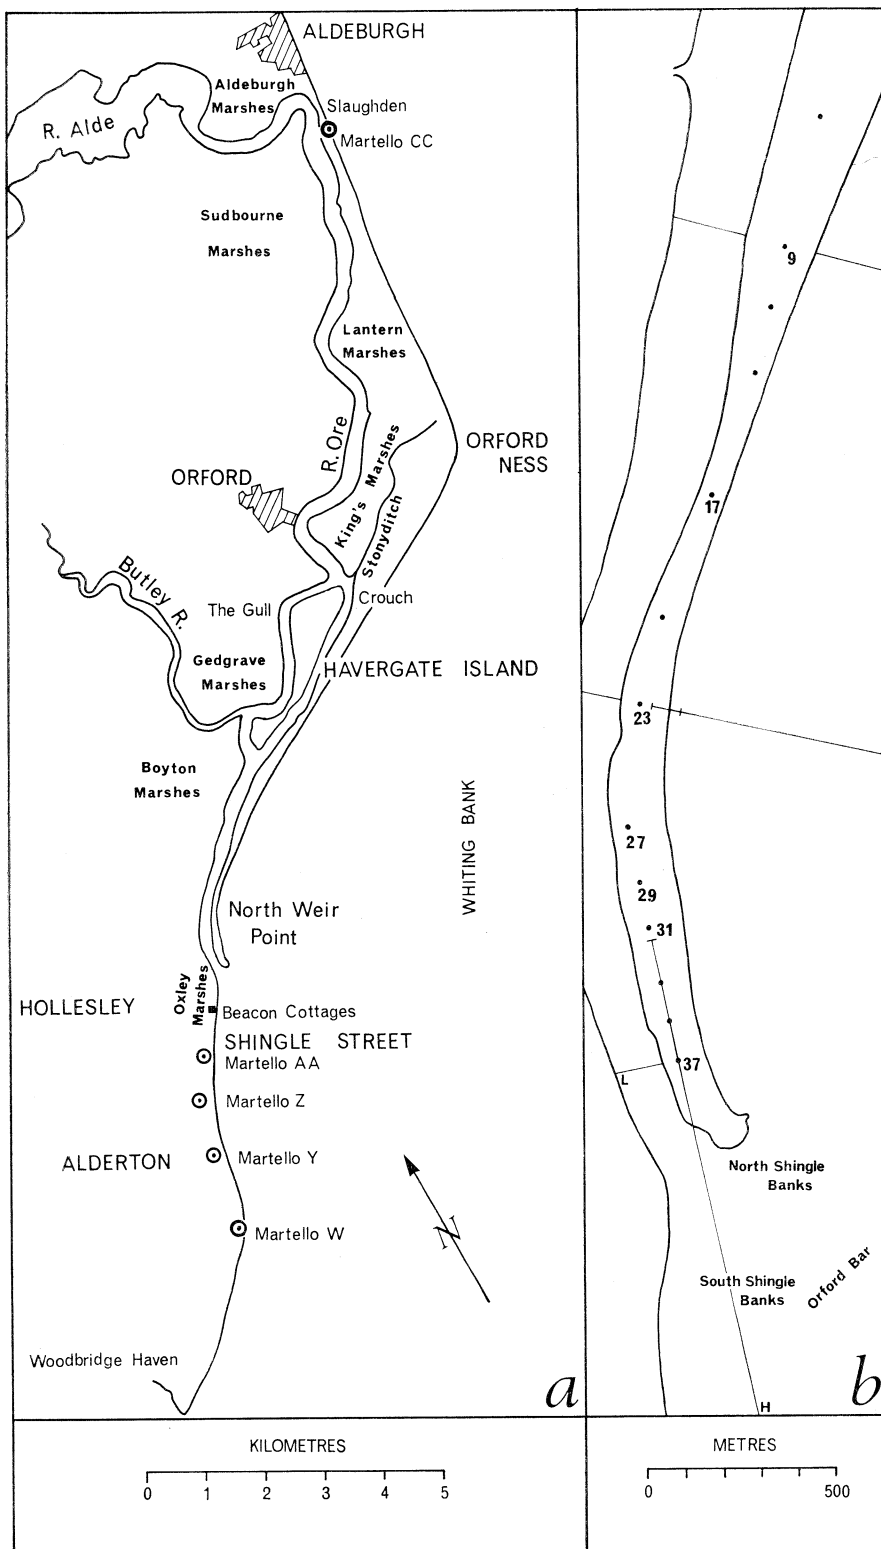 ALDEBURGH
Aldeburgh
Marshes
Slaughden
R. Alde
Martello CC
Sudbourne
Marshes
Lantern
Marshes
R. Ore
King's Marshes
ORFORD
NESS
ORFORD
Stonyditch
Butley R.
The Gull
Crouch
Gedgrave
Marshes
HAVERGATE ISLAND
Boyton
Marshes
WHITING BANK
North Weir
Point
Oxley
Marshes
HOLLESLEY
Beacon Cottages
SHINGLE STREET
Martello AA
Martello Z
ALDERTON
Martello Y
N
Martello W
Woodbridge Haven
a
KILOMETRES
0 1 2 3 4 5
9
17
23
27
29
31
37
L
North Shingle
Banks
South Shingle
Banks
Orford Bar
H
b
METRES
0 500